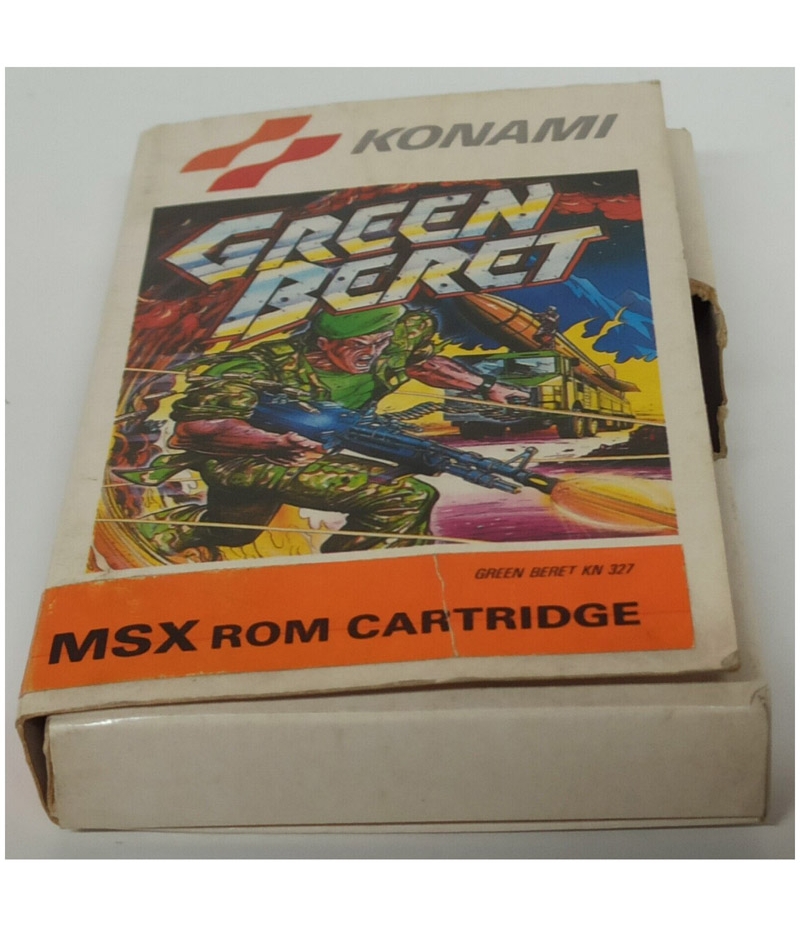 KONAMI
GREEN
BERET
GREEN BERET KN 327
MSX ROM CARTRIDGE